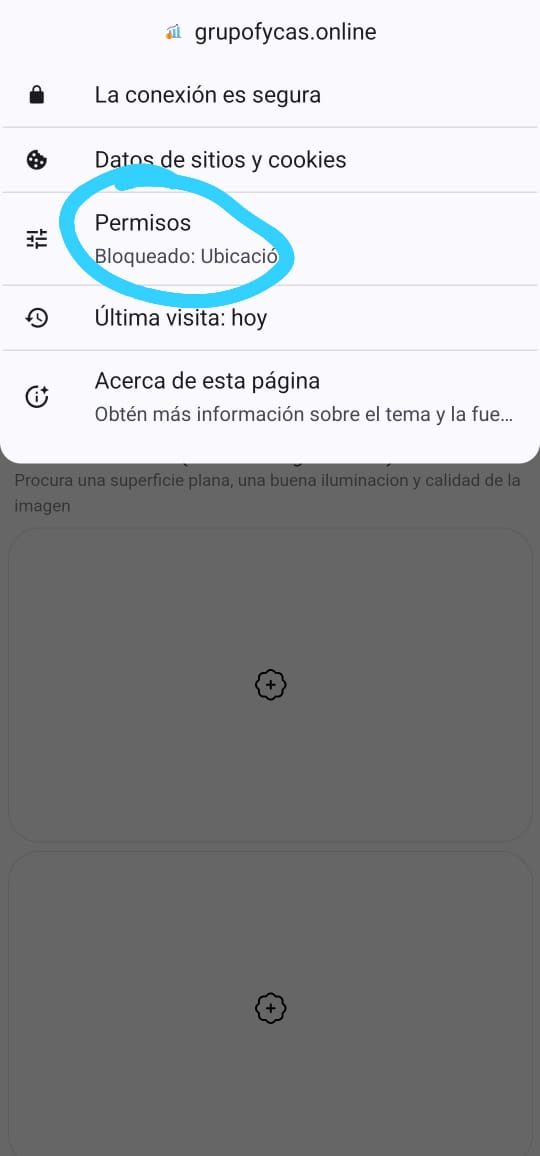 grupofycas.online
La conexión es segura
Datos de sitios y cookies
Permisos
Bloqueado: Ubicació
Última visita: hoy
Acerca de esta página
Obtén más información sobre el tema y la fue...
Procura una superficie plana, una buena iluminacion y calidad de la
imagen